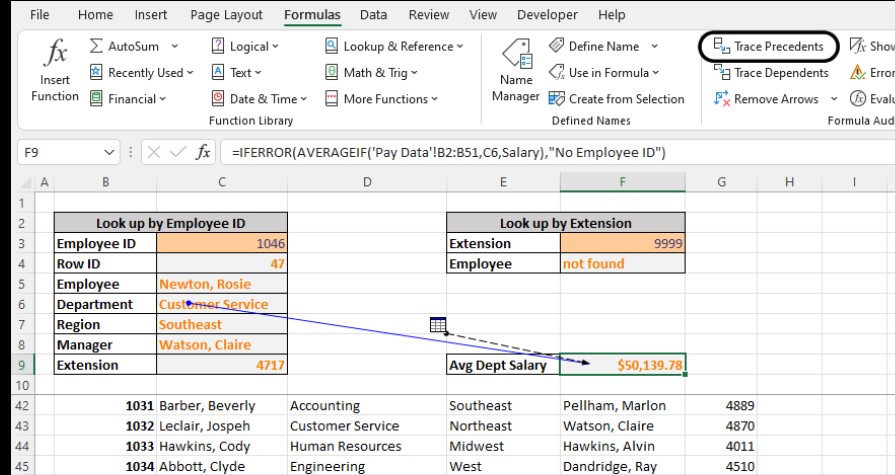 File Home Insert Page Layout Formulas Data Review View Developer Help
fx Insert Function
∑ AutoSum
Recently Used
Financial
Logical
Text
Date & Time
Lookup & Reference
Math & Trig
More Functions
Function Library
Name Manager
Define Name
Use in Formula
Create from Selection
Defined Names
Trace Precedents
Trace Dependents
Remove Arrows
fx Show
Error
fx Evalu
Formula Aud
F9 fx =IFERROR(AVERAGEIF('Pay Data'!B2:B51,C6,Salary),"No Employee ID")
A B C D E F G H I
1
2 Look up by Employee ID Look up by Extension
3 Employee ID 1046 Extension 9999
4 Row ID 47 Employee not found
5 Employee Newton, Rosie
6 Department Customer Service
7 Region Southeast
8 Manager Watson, Claire
9 Extension 4717 Avg Dept Salary $50,139.78
10
42 1031 Barber, Beverly Accounting Southeast Pellham, Marlon 4889
43 1032 Leclair, Jospeh Customer Service Northeast Watson, Claire 4870
44 1033 Hawkins, Cody Human Resources Midwest Hawkins, Alvin 4011
45 1034 Abbott, Clyde Engineering West Dandridge, Ray 4510